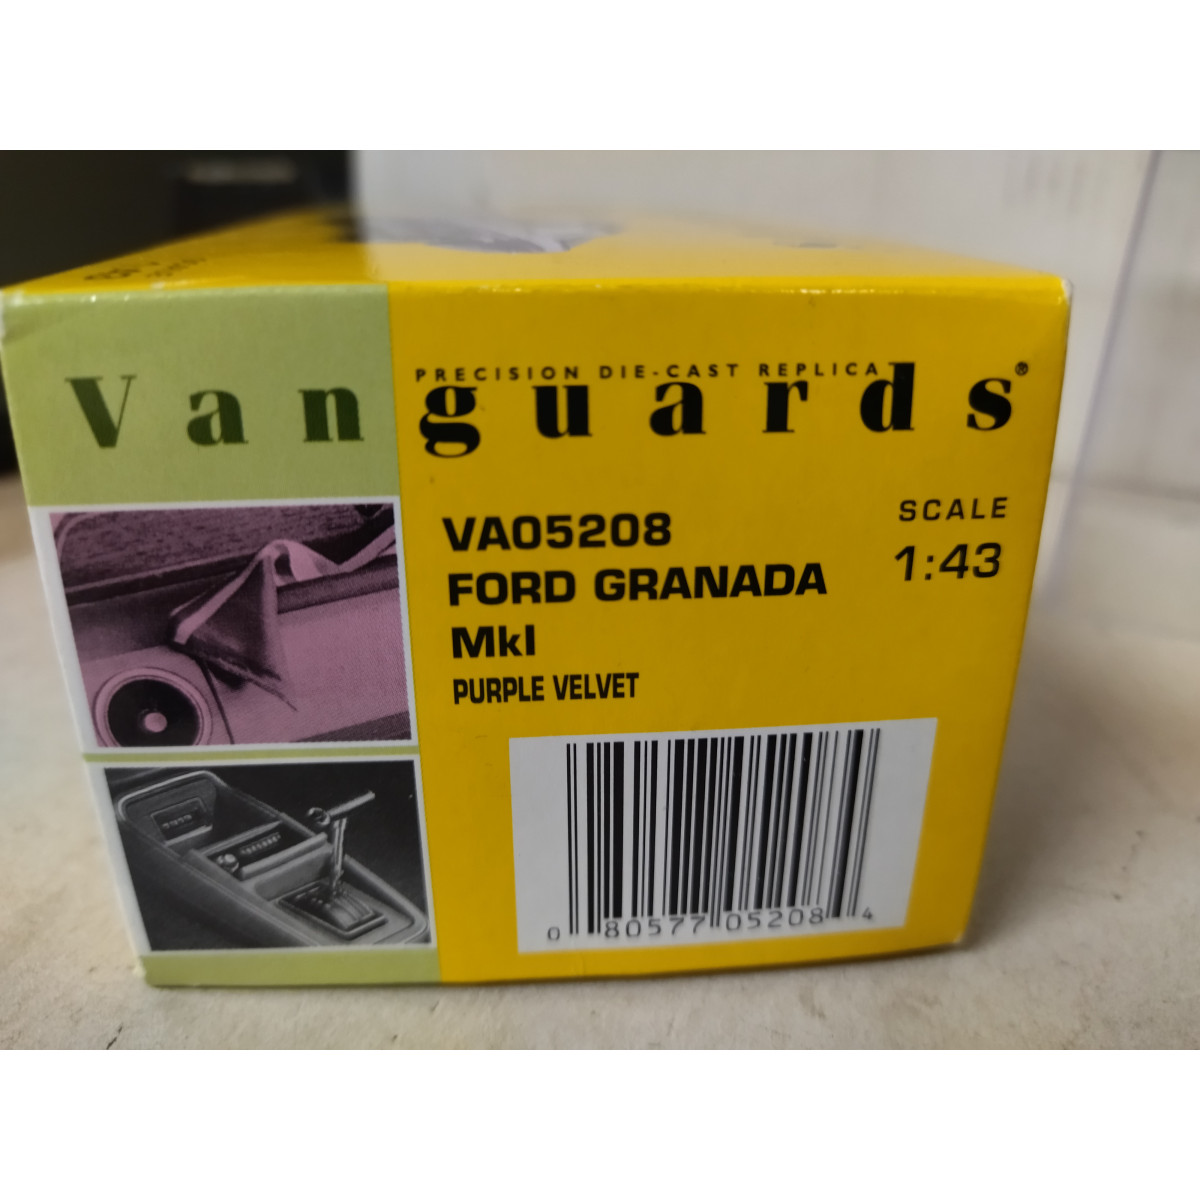 PRECISION DIE-CAST REPLICA
Vanguards®
VA05208
FORD GRANADA
MkI
PURPLE VELVET
SCALE
1:43
0 80577 05208 4